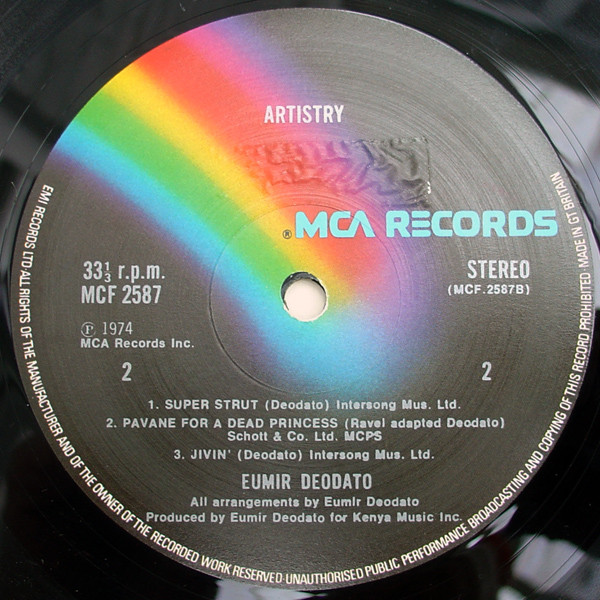 ARTISTRY
® MCA RECORDS
33⅓ r.p.m.
MCF 2587
STEREO
(MCF.2587B)
℗ 1974
MCA Records Inc.
2
2
1. SUPER STRUT (Deodato) Intersong Mus. Ltd.
2. PAVANE FOR A DEAD PRINCESS (Ravel adapted Deodato)
Schott & Co. Ltd. MCPS
3. JIVIN' (Deodato) Intersong Mus. Ltd.
EUMIR DEODATO
All arrangements by Eumir Deodato
Produced by Eumir Deodato for Kenya Music Inc.
EMI RECORDS LTD·ALL RIGHTS OF THE MANUFACTURER AND OF THE OWNER OF THE RECORDED WORK RESERVED·UNAUTHORISED PUBLIC PERFORMANCE BROADCASTING AND COPYING OF THIS RECORD PROHIBITED·MADE IN GT BRITAIN